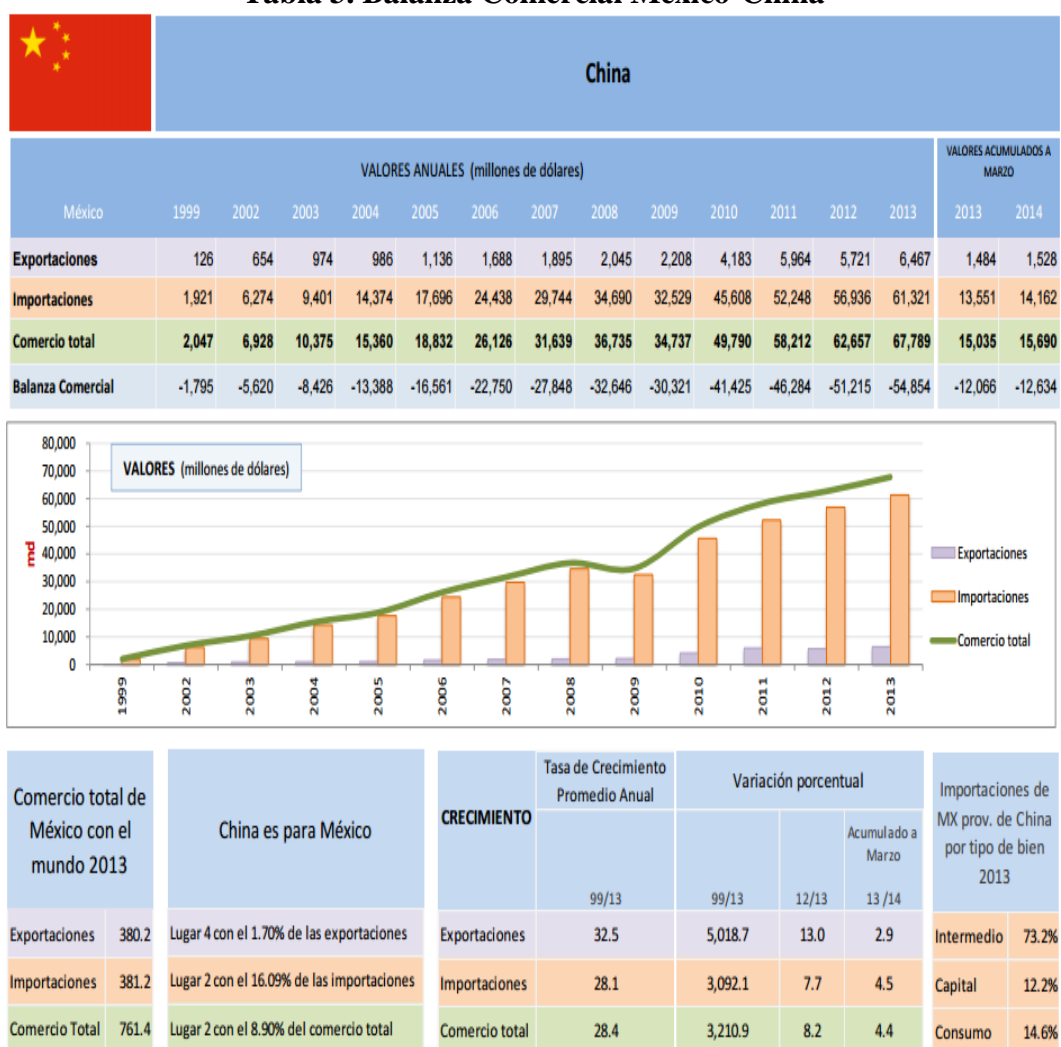 Tabla 3. Balanza Comercial México-China
China
VALORES ANUALES (millones de dólares)
VALORES ACUMULADOS A MARZO
México 1999 2002 2003 2004 2005 2006 2007 2008 2009 2010 2011 2012 2013 2013 2014
Exportaciones 126 654 974 986 1,136 1,688 1,895 2,045 2,208 4,183 5,964 5,721 6,467 1,484 1,528
Importaciones 1,921 6,274 9,401 14,374 17,696 24,438 29,744 34,690 32,529 45,608 52,248 56,936 61,321 13,551 14,162
Comercio total 2,047 6,928 10,375 15,360 18,832 26,126 31,639 36,735 34,737 49,790 58,212 62,657 67,789 15,035 15,690
Balanza Comercial -1,795 -5,620 -8,426 -13,388 -16,561 -22,750 -27,848 -32,646 -30,321 -41,425 -46,284 -51,215 -54,854 -12,066 -12,634
VALORES (millones de dólares)
80,000
70,000
60,000
50,000
40,000
30,000
20,000
10,000
0
md
1999 2002 2003 2004 2005 2006 2007 2008 2009 2010 2011 2012 2013
Exportaciones
Importaciones
Comercio total
Comercio total de
México con el
mundo 2013
Exportaciones 380.2
Importaciones 381.2
Comercio Total 761.4
China es para México
Lugar 4 con el 1.70% de las exportaciones
Lugar 2 con el 16.09% de las importaciones
Lugar 2 con el 8.90% del comercio total
CRECIMIENTO
Tasa de Crecimiento
Promedio Anual
Variación porcentual
Acumulado a
Marzo
99/13 99/13 12/13 13 /14
Exportaciones 32.5 5,018.7 13.0 2.9
Importaciones 28.1 3,092.1 7.7 4.5
Comercio total 28.4 3,210.9 8.2 4.4
Importaciones de
MX prov. de China
por tipo de bien
2013
Intermedio 73.2%
Capital 12.2%
Consumo 14.6%